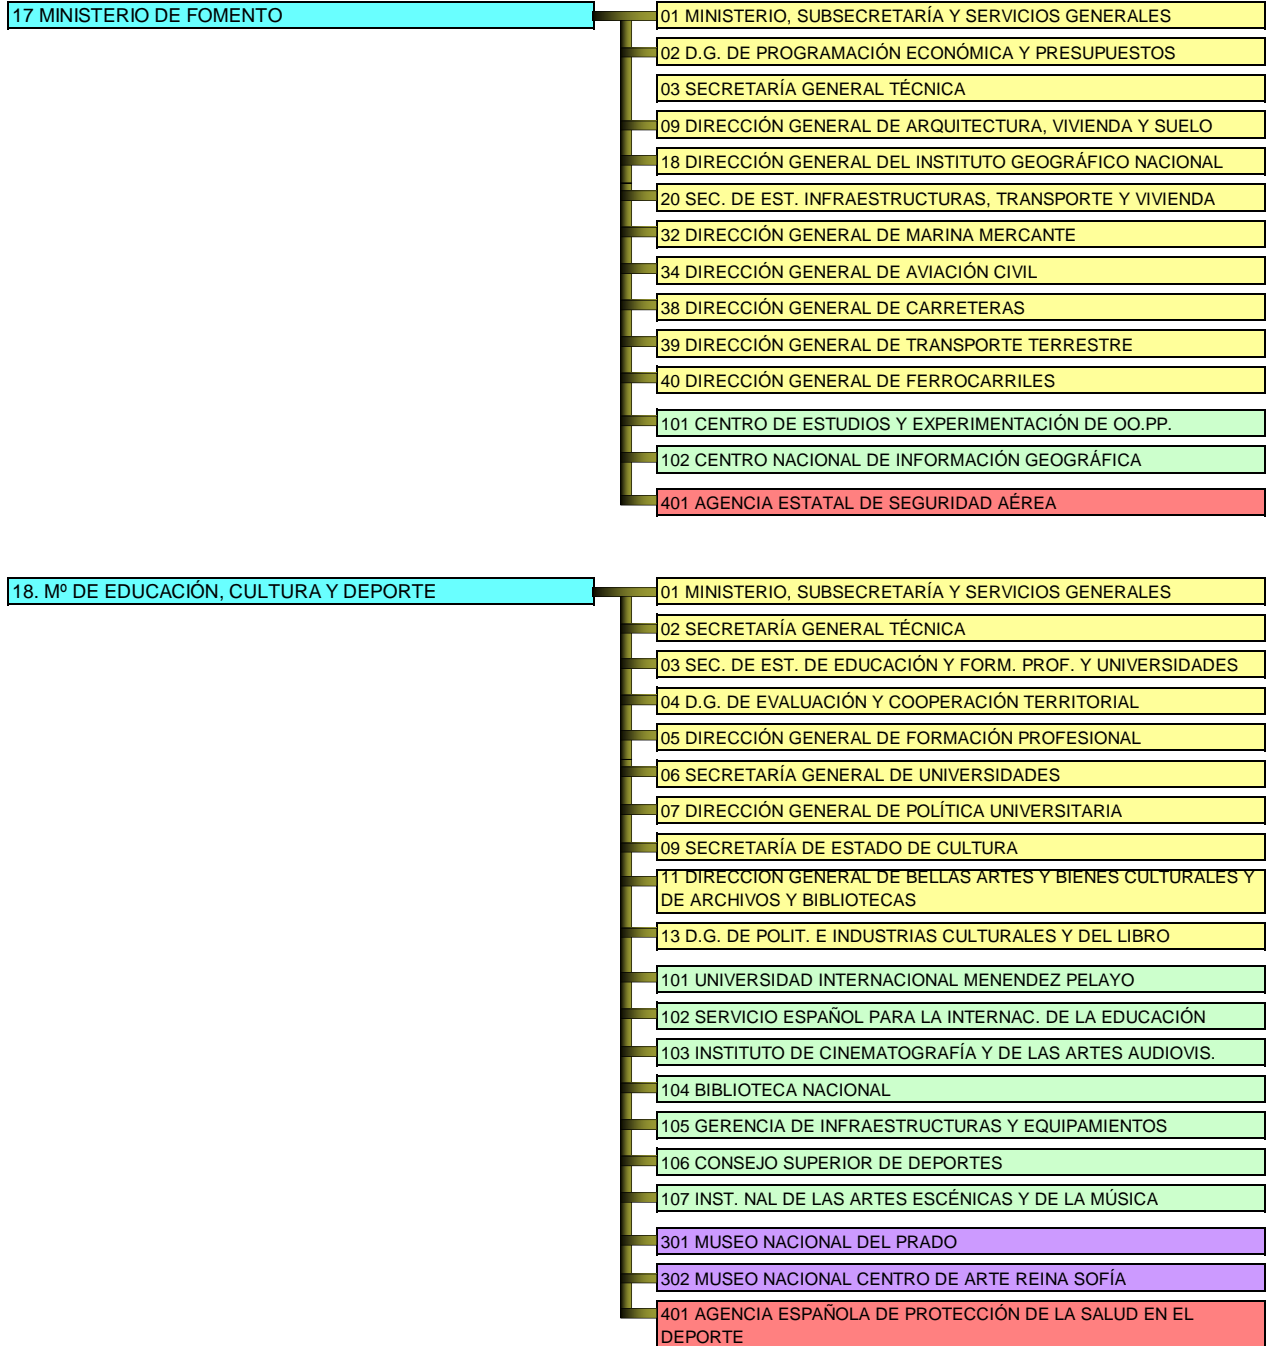 17 MINISTERIO DE FOMENTO
01 MINISTERIO, SUBSECRETARÍA Y SERVICIOS GENERALES
02 D.G. DE PROGRAMACIÓN ECONÓMICA Y PRESUPUESTOS
03 SECRETARÍA GENERAL TÉCNICA
09 DIRECCIÓN GENERAL DE ARQUITECTURA, VIVIENDA Y SUELO
18 DIRECCIÓN GENERAL DEL INSTITUTO GEOGRÁFICO NACIONAL
20 SEC. DE EST. INFRAESTRUCTURAS, TRANSPORTE Y VIVIENDA
32 DIRECCIÓN GENERAL DE MARINA MERCANTE
34 DIRECCIÓN GENERAL DE AVIACIÓN CIVIL
38 DIRECCIÓN GENERAL DE CARRETERAS
39 DIRECCIÓN GENERAL DE TRANSPORTE TERRESTRE
40 DIRECCIÓN GENERAL DE FERROCARRILES
101 CENTRO DE ESTUDIOS Y EXPERIMENTACIÓN DE OO.PP.
102 CENTRO NACIONAL DE INFORMACIÓN GEOGRÁFICA
401 AGENCIA ESTATAL DE SEGURIDAD AÉREA
18. Mº DE EDUCACIÓN, CULTURA Y DEPORTE
01 MINISTERIO, SUBSECRETARÍA Y SERVICIOS GENERALES
02 SECRETARÍA GENERAL TÉCNICA
03 SEC. DE EST. DE EDUCACIÓN Y FORM. PROF. Y UNIVERSIDADES
04 D.G. DE EVALUACIÓN Y COOPERACIÓN TERRITORIAL
05 DIRECCIÓN GENERAL DE FORMACIÓN PROFESIONAL
06 SECRETARÍA GENERAL DE UNIVERSIDADES
07 DIRECCIÓN GENERAL DE POLÍTICA UNIVERSITARIA
09 SECRETARÍA DE ESTADO DE CULTURA
11 DIRECCIÓN GENERAL DE BELLAS ARTES Y BIENES CULTURALES Y
DE ARCHIVOS Y BIBLIOTECAS
13 D.G. DE POLIT. E INDUSTRIAS CULTURALES Y DEL LIBRO
101 UNIVERSIDAD INTERNACIONAL MENENDEZ PELAYO
102 SERVICIO ESPAÑOL PARA LA INTERNAC. DE LA EDUCACIÓN
103 INSTITUTO DE CINEMATOGRAFÍA Y DE LAS ARTES AUDIOVIS.
104 BIBLIOTECA NACIONAL
105 GERENCIA DE INFRAESTRUCTURAS Y EQUIPAMIENTOS
106 CONSEJO SUPERIOR DE DEPORTES
107 INST. NAL DE LAS ARTES ESCÉNICAS Y DE LA MÚSICA
301 MUSEO NACIONAL DEL PRADO
302 MUSEO NACIONAL CENTRO DE ARTE REINA SOFÍA
401 AGENCIA ESPAÑOLA DE PROTECCIÓN DE LA SALUD EN EL
DEPORTE